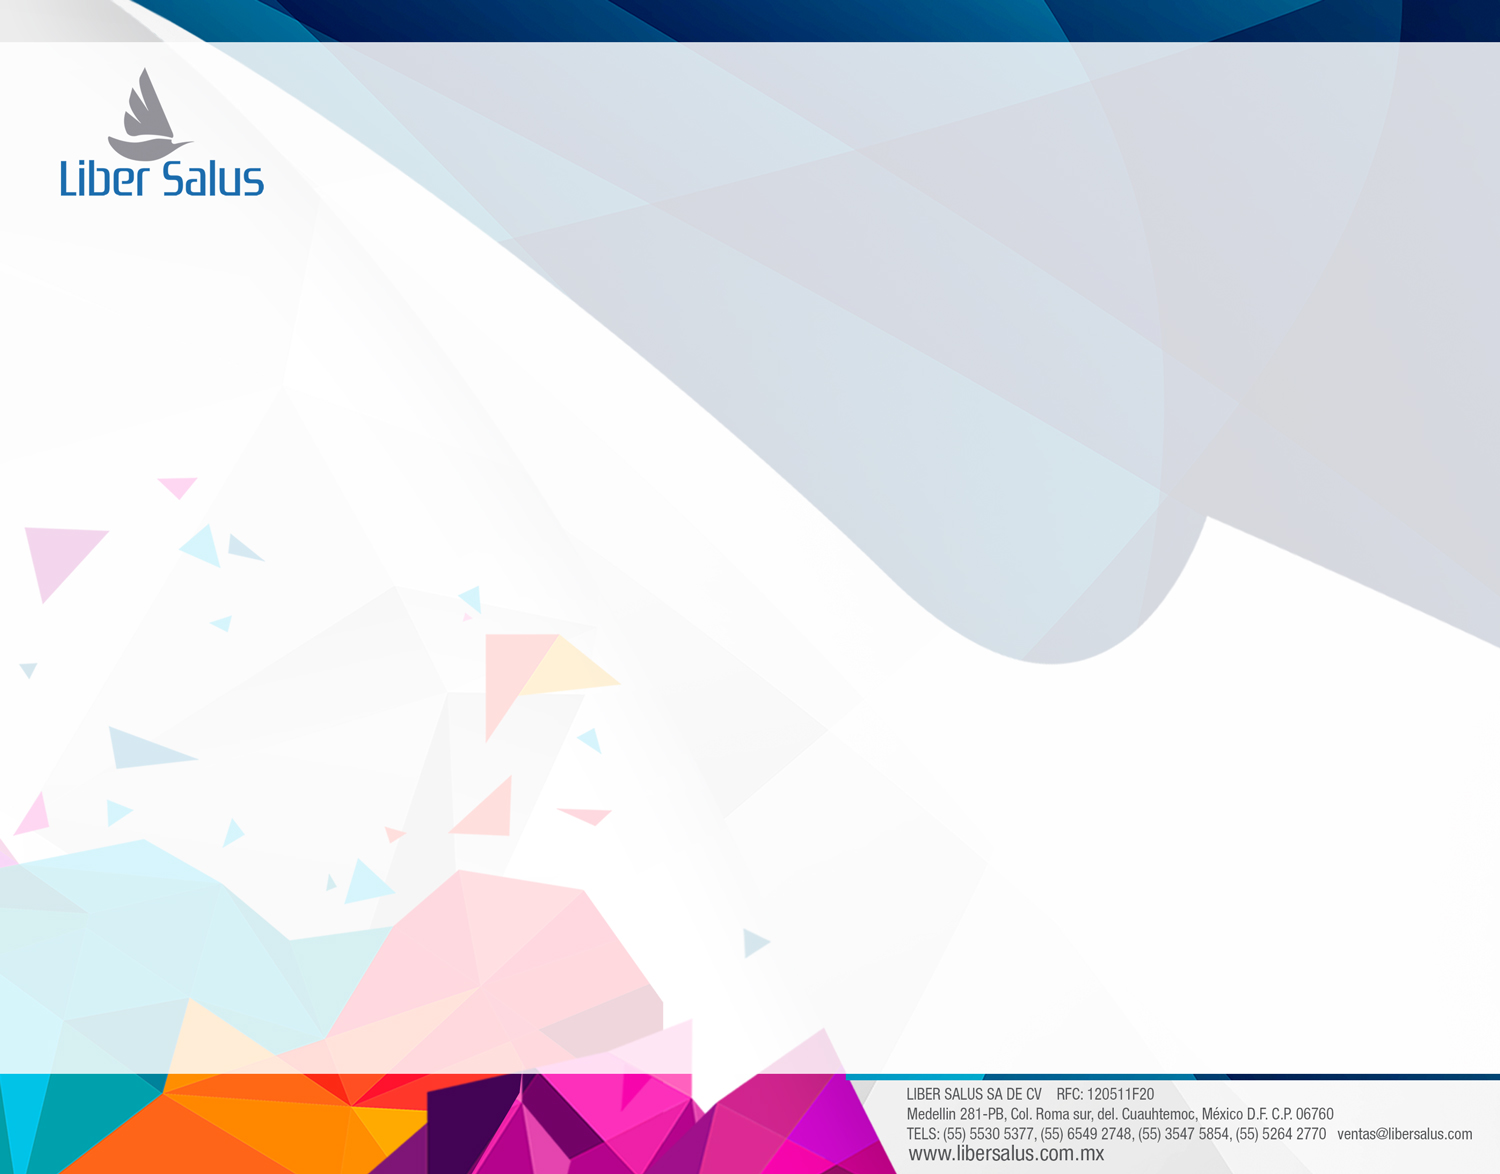 Liber Salus
LIBER SALUS SA DE CV RFC: 120511F20
Medellin 281-PB, Col. Roma sur, del. Cuauhtemoc, México D.F. C.P. 06760
TELS: (55) 5530 5377, (55) 6549 2748, (55) 3547 5854, (55) 5264 2770 ventas@libersalus.com
www.libersalus.com.mx